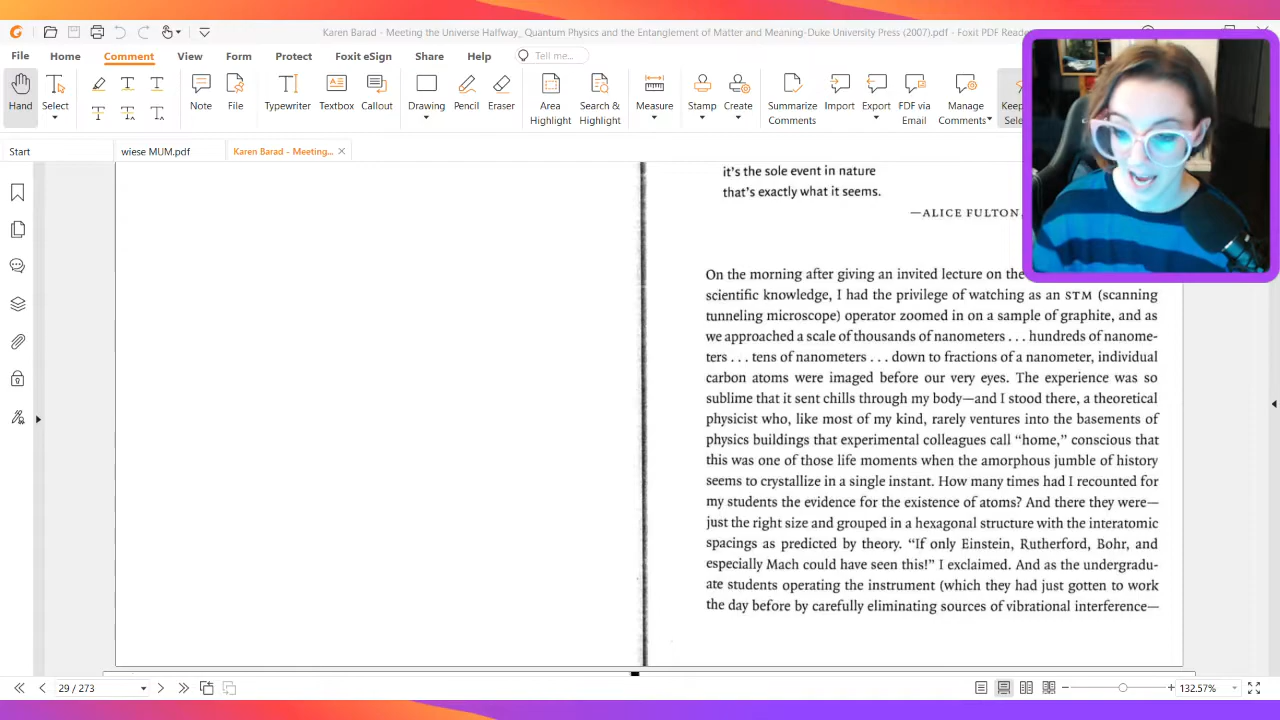 Karen Barad - Meeting the Universe Halfway_ Quantum Physics and the Entanglement of Matter and Meaning-Duke University Press (2007).pdf - Foxit PDF Reade
File Home Comment View Form Protect Foxit eSign Share Help Tell me...
Hand Select Note File Typewriter Textbox Callout Drawing Pencil Eraser Area Highlight Search & Highlight Measure Stamp Create Summarize Comments Import Export FDF via Email Manage Comments Keep Sele
Start wiese MUM.pdf Karen Barad - Meeting...
it's the sole event in nature
that's exactly what it seems.
—ALICE FULTON,
On the morning after giving an invited lecture on the
scientific knowledge, I had the privilege of watching as an STM (scanning
tunneling microscope) operator zoomed in on a sample of graphite, and as
we approached a scale of thousands of nanometers . . . hundreds of nanome-
ters . . . tens of nanometers . . . down to fractions of a nanometer, individual
carbon atoms were imaged before our very eyes. The experience was so
sublime that it sent chills through my body—and I stood there, a theoretical
physicist who, like most of my kind, rarely ventures into the basements of
physics buildings that experimental colleagues call “home,” conscious that
this was one of those life moments when the amorphous jumble of history
seems to crystallize in a single instant. How many times had I recounted for
my students the evidence for the existence of atoms? And there they were—
just the right size and grouped in a hexagonal structure with the interatomic
spacings as predicted by theory. “If only Einstein, Rutherford, Bohr, and
especially Mach could have seen this!” I exclaimed. And as the undergradu-
ate students operating the instrument (which they had just gotten to work
the day before by carefully eliminating sources of vibrational interference—
29 / 273
132.57%